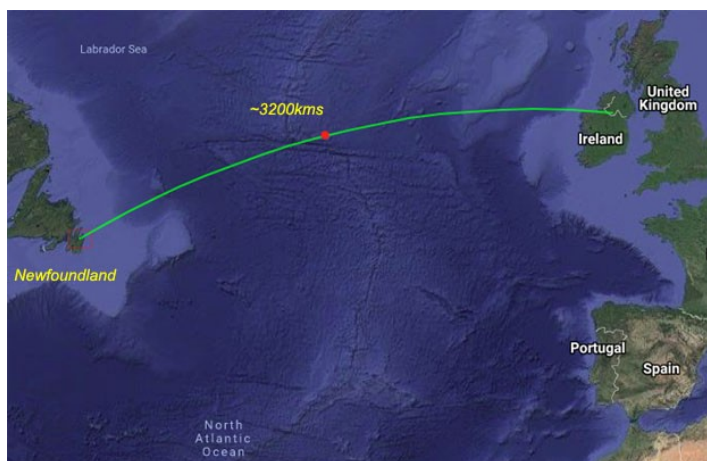 Labrador Sea
~3200kms
United
Kingdom
Ireland
Newfoundland
Portugal
Spain
North
Atlantic
Ocean